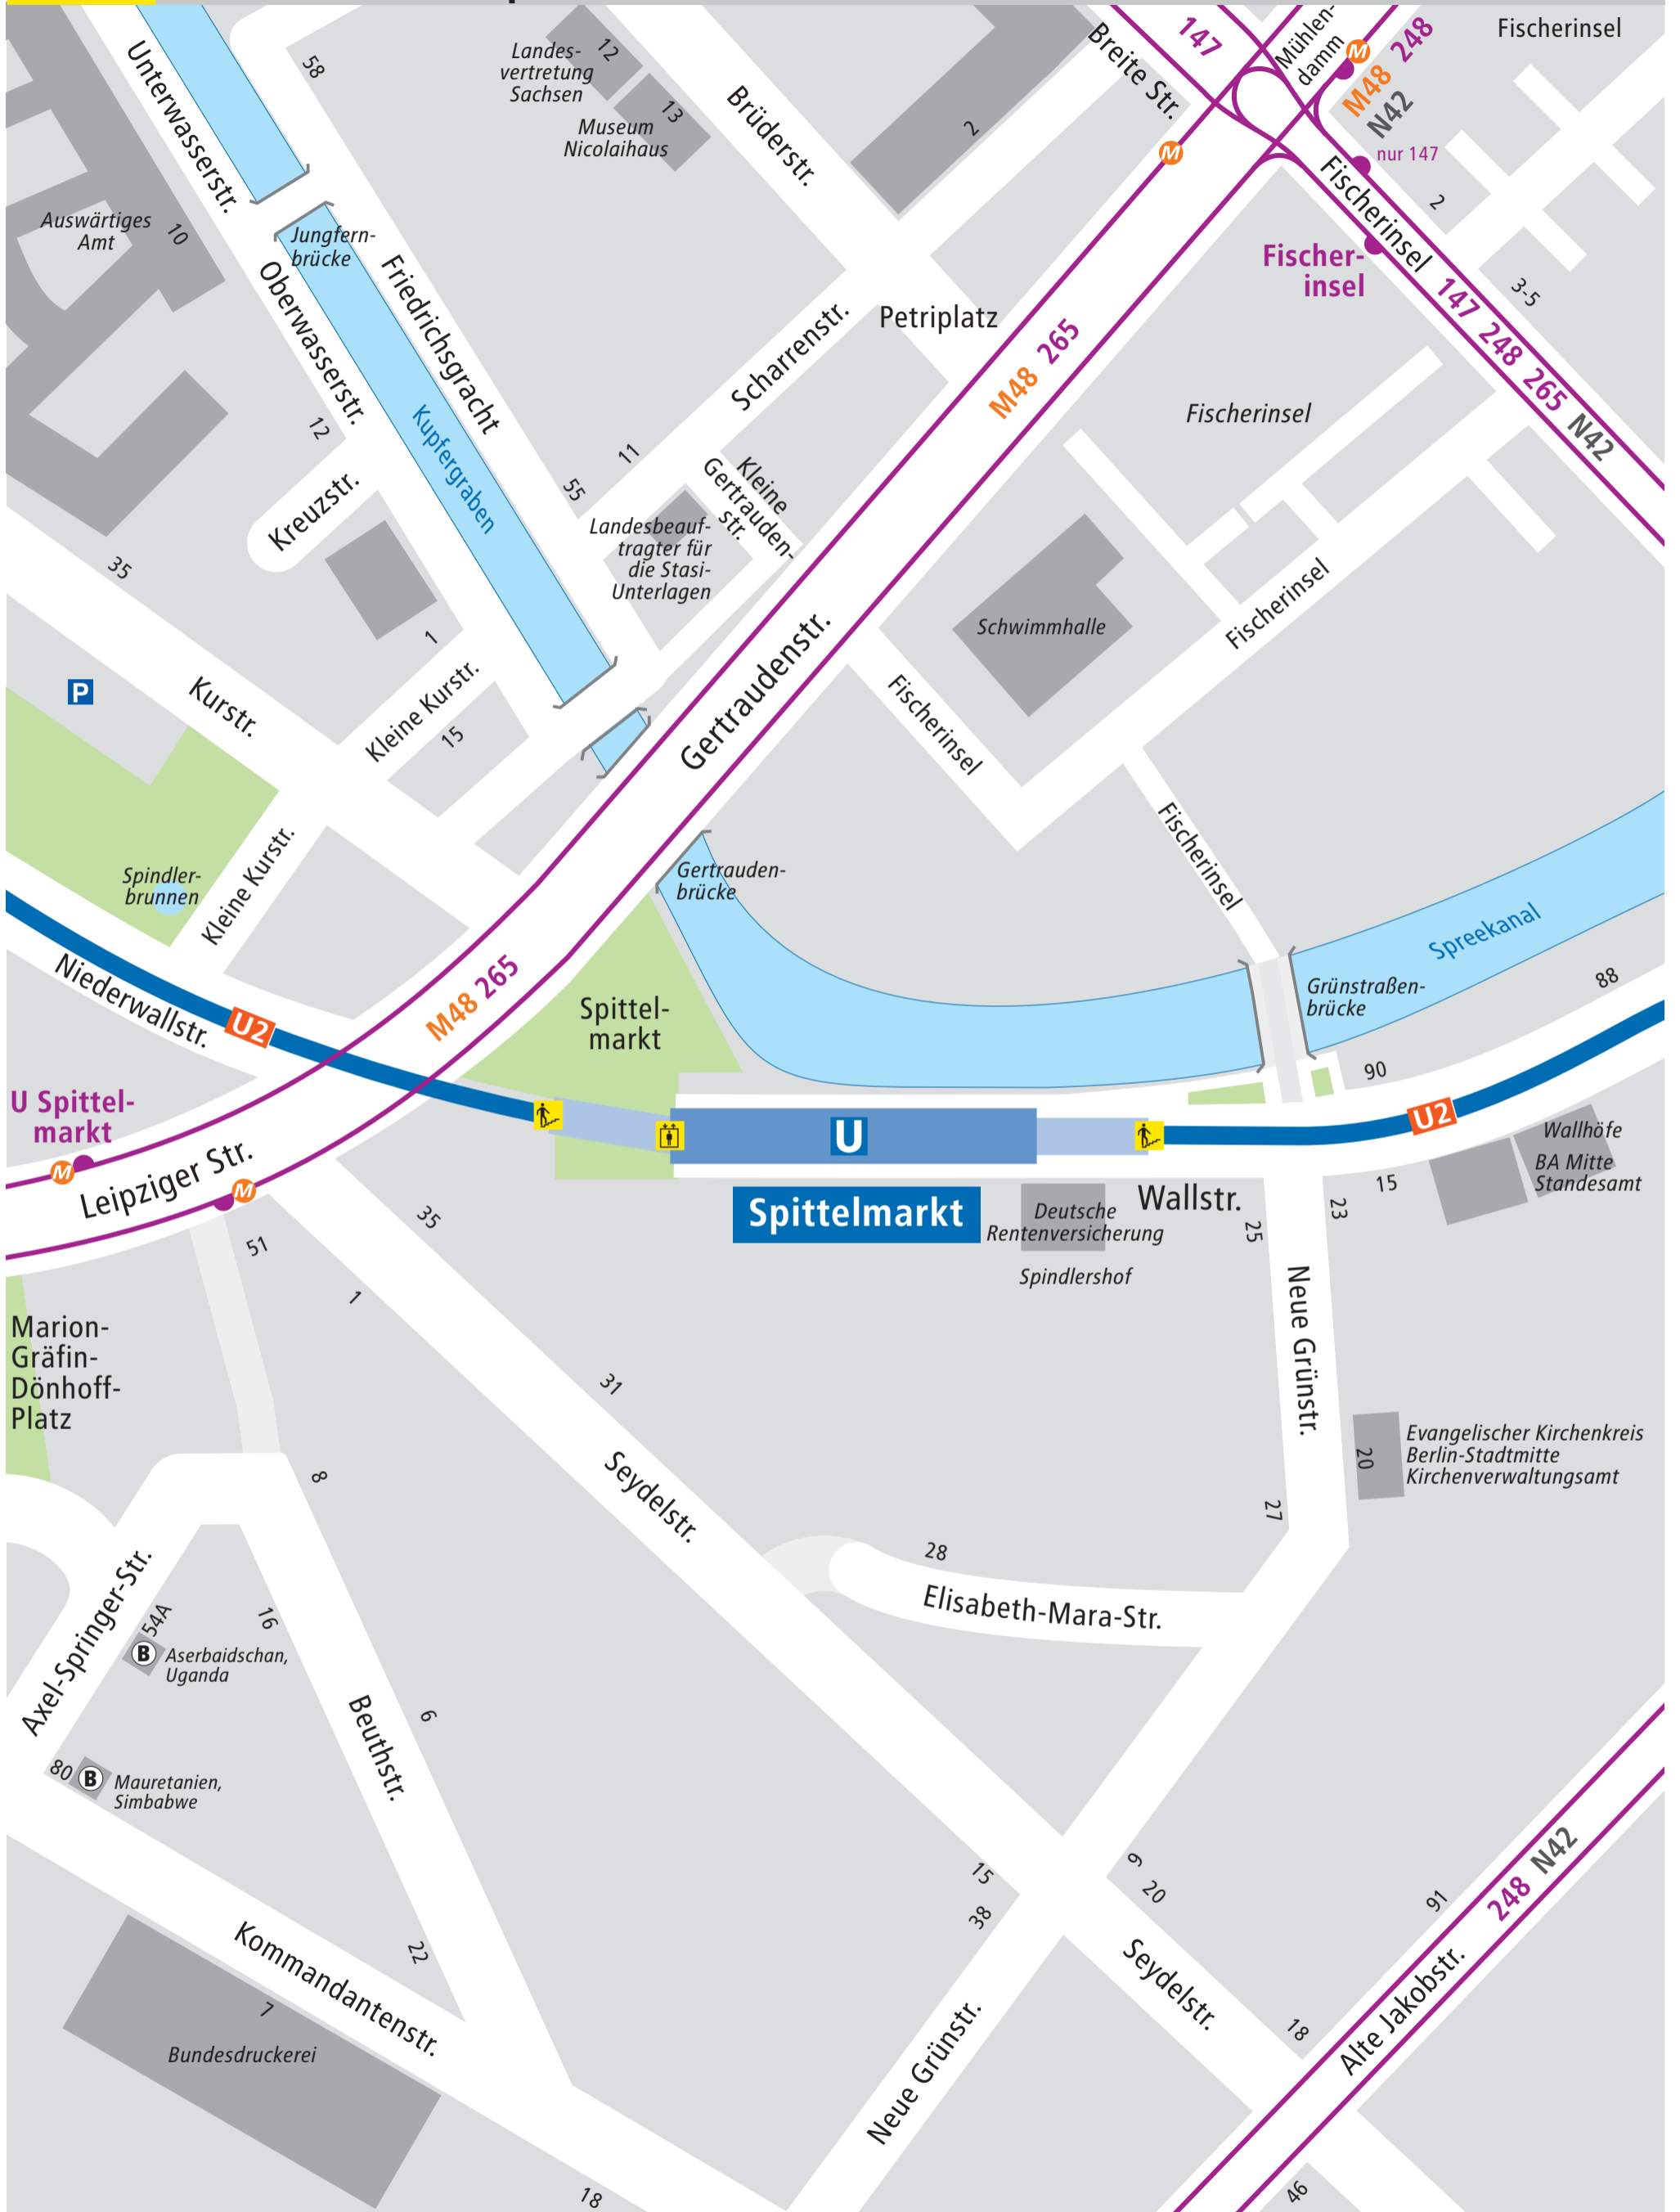 Fischerinsel
147
Mühlen-
damm
M
248
M48
N42
nur 147
Breite Str.
M
Landes-
vertretung
Sachsen
12
13
Museum
Nicolaihaus
Brüderstr.
2
58
Unterwasserstr.
Auswärtiges
Amt
10
Jungfern-
brücke
Friedrichsgracht
Oberwasserstr.
Kupfergraben
12
Kreuzstr.
35
1
55
11
Scharrenstr.
Petriplatz
Fischerinsel
2
3-5
Fischer-
insel
147 248 265 N42
M48 265
Fischerinsel
Kleine
Gertrauden-
str.
Landesbeauf-
tragter für
die Stasi-
Unterlagen
Schwimmhalle
Fischerinsel
Fischerinsel
Fischerinsel
Gertraudenstr.
P
Kurstr.
Kleine Kurstr.
15
Spindler-
brunnen
Kleine Kurstr.
Gertrauden-
brücke
Spreekanal
Grünstraßen-
brücke
88
90
Niederwallstr.
U2
M48 265
Spittel-
markt
U Spittel-
markt
M
Leipziger Str.
M
U
U2
Wallhöfe
BA Mitte
Standesamt
15
23
25
Spittelmarkt
Deutsche
Rentenversicherung
Wallstr.
Spindlershof
51
35
1
31
Marion-
Gräfin-
Dönhoff-
Platz
Neue Grünstr.
Evangelischer Kirchenkreis
Berlin-Stadtmitte
Kirchenverwaltungsamt
20
27
8
Seydelstr.
28
Elisabeth-Mara-Str.
Axel-Springer-Str.
54A
B
Aserbaidschan,
Uganda
16
6
Beuthstr.
80
B
Mauretanien,
Simbabwe
15
38
9
20
91
248 N42
Kommandantenstr.
22
7
Bundesdruckerei
Seydelstr.
18
Alte Jakobstr.
Neue Grünstr.
18
46